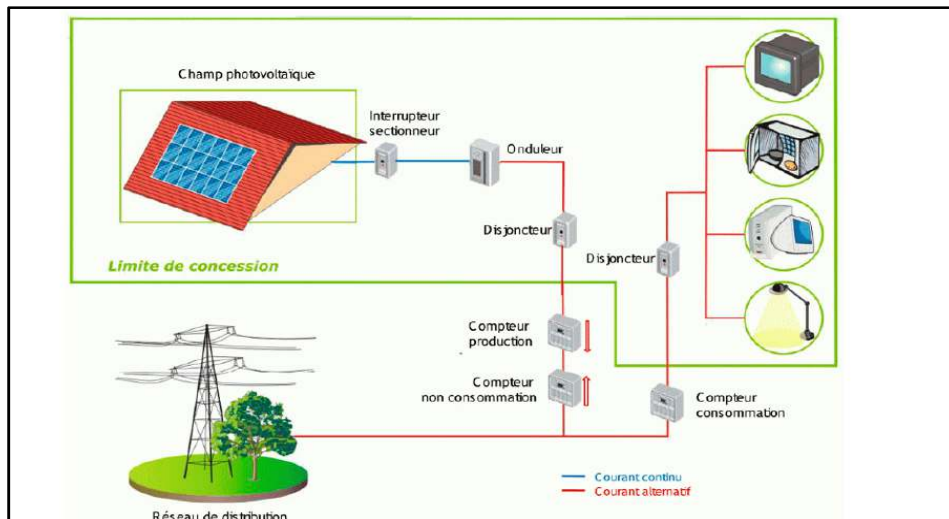 Champ photovoltaïque
Interrupteur
sectionneur
Onduleur
Disjoncteur
Disjoncteur
Limite de concession
Compteur
production
Compteur
non consommation
Compteur
consommation
Courant continu
Courant alternatif
Réseau de distribution